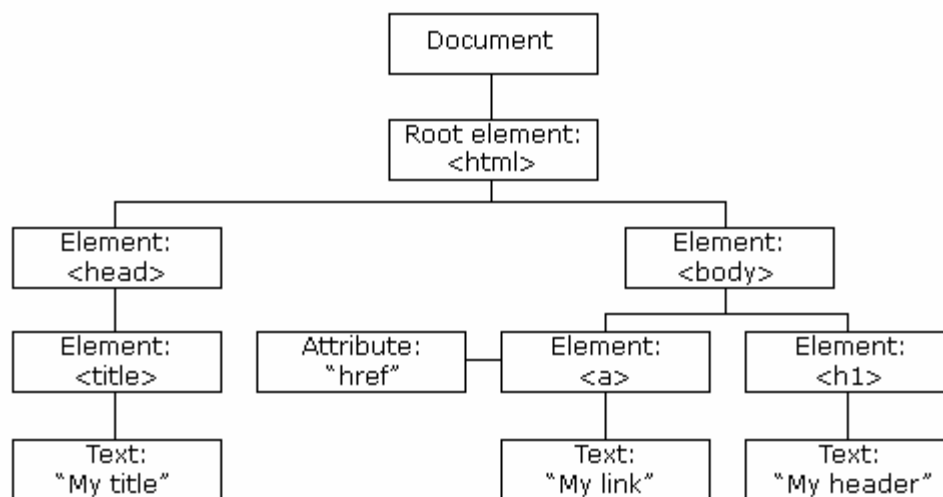 Document
Root element:
<html>
Element:
<head>
Element:
<body>
Element:
<title>
Attribute:
“href”
Element:
<a>
Element:
<h1>
Text:
“My title”
Text:
“My link”
Text:
“My header”